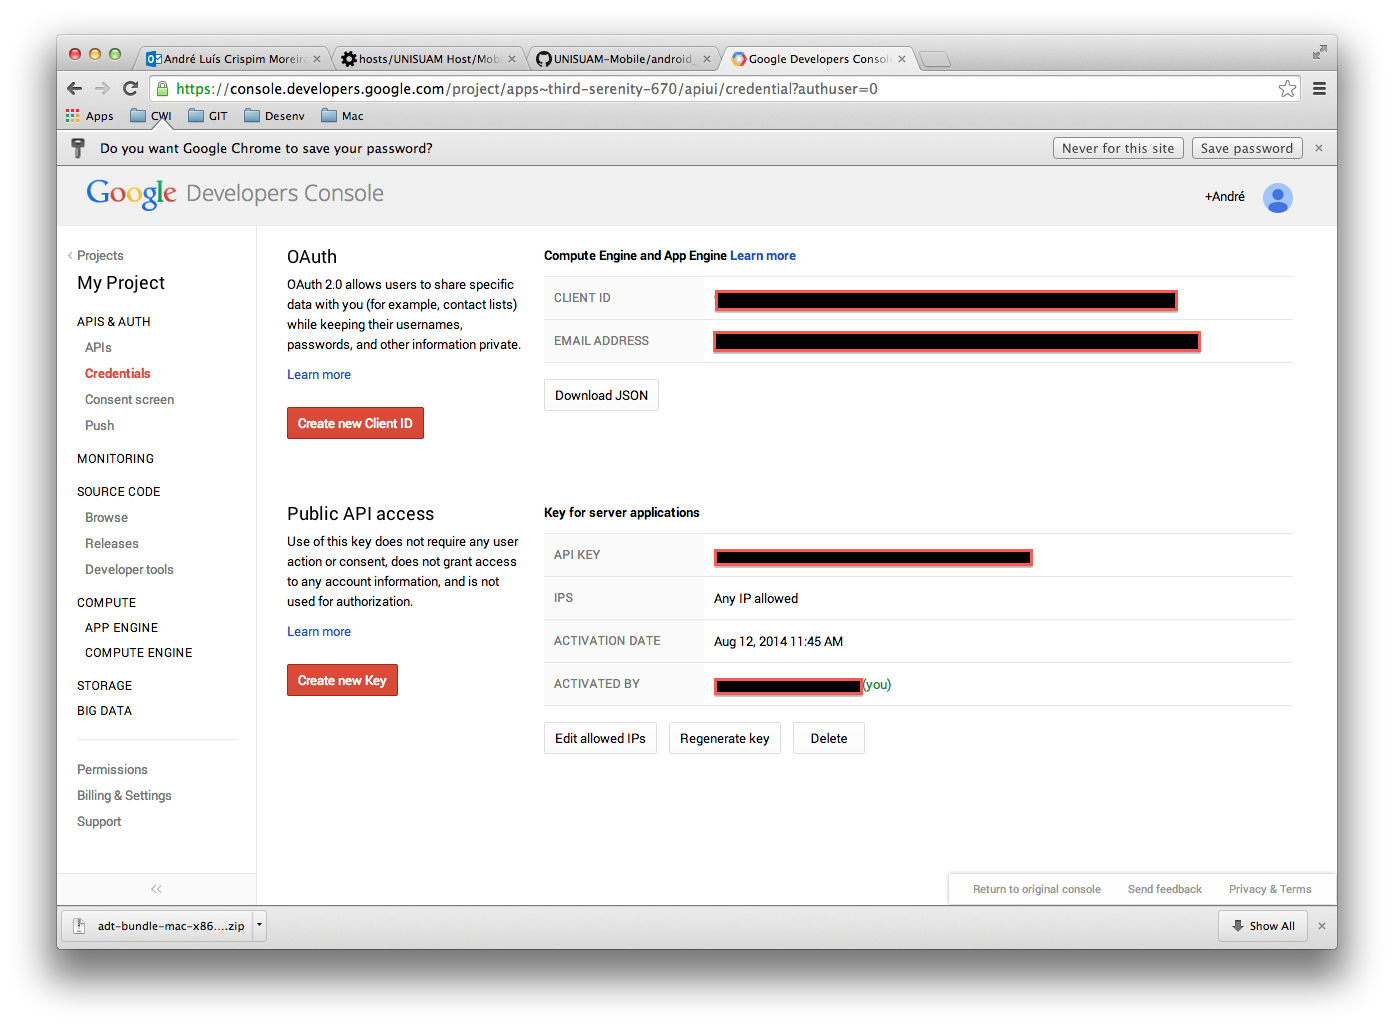 André Luís Crispim Moreir
hosts/UNISUAM Host/Mob
UNISUAM-Mobile/android_
Google Developers Consol
https://console.developers.google.com/project/apps~third-serenity-670/apiui/credential?authuser=0
Apps CWI GIT Desenv Mac
Do you want Google Chrome to save your password? Never for this site Save password
Google Developers Console
+André
Projects
My Project
APIS & AUTH
APIs
Credentials
Consent screen
Push
MONITORING
SOURCE CODE
Browse
Releases
Developer tools
COMPUTE
APP ENGINE
COMPUTE ENGINE
STORAGE
BIG DATA
Permissions
Billing & Settings
Support
OAuth
OAuth 2.0 allows users to share specific
data with you (for example, contact lists)
while keeping their usernames,
passwords, and other information private.
Learn more
Create new Client ID
Compute Engine and App Engine Learn more
CLIENT ID
EMAIL ADDRESS
Download JSON
Public API access
Use of this key does not require any user
action or consent, does not grant access
to any account information, and is not
used for authorization.
Learn more
Create new Key
Key for server applications
API KEY
IPS Any IP allowed
ACTIVATION DATE Aug 12, 2014 11:45 AM
ACTIVATED BY (you)
Edit allowed IPs Regenerate key Delete
Return to original console Send feedback Privacy & Terms
adt-bundle-mac-x86....zip
Show All